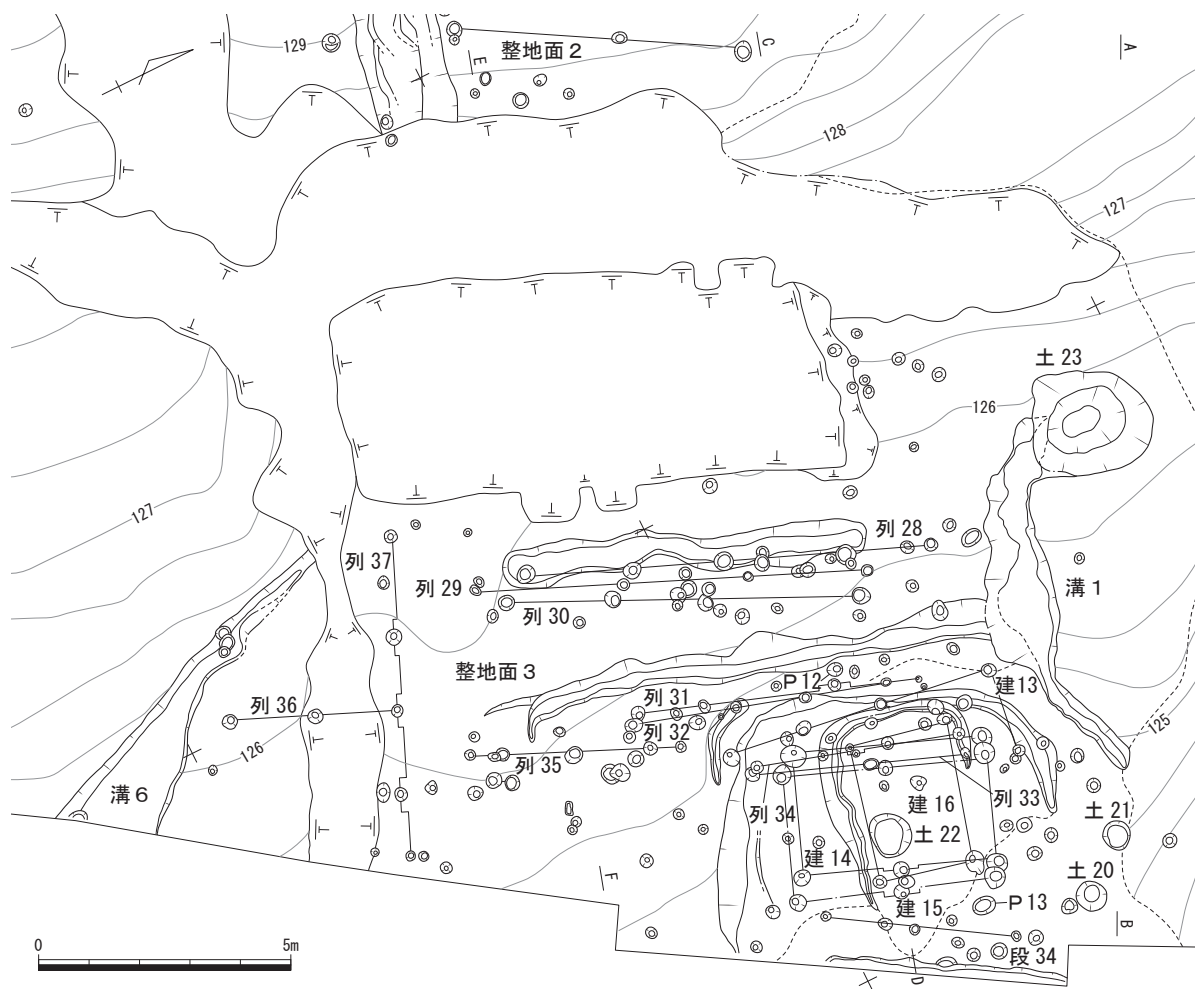 129
整地面２
E
C
A
128
127
126
土 23
127
列 37
列 28
列 29
列 30
溝 1
整地面３
P 12
建 13
列 31
列 36
列 32
125
126
列 35
溝 6
列 33
建 16
列 34
土 22
土 21
建 14
土 20
F
建 15
P 13
B
段 34
D
0
5m